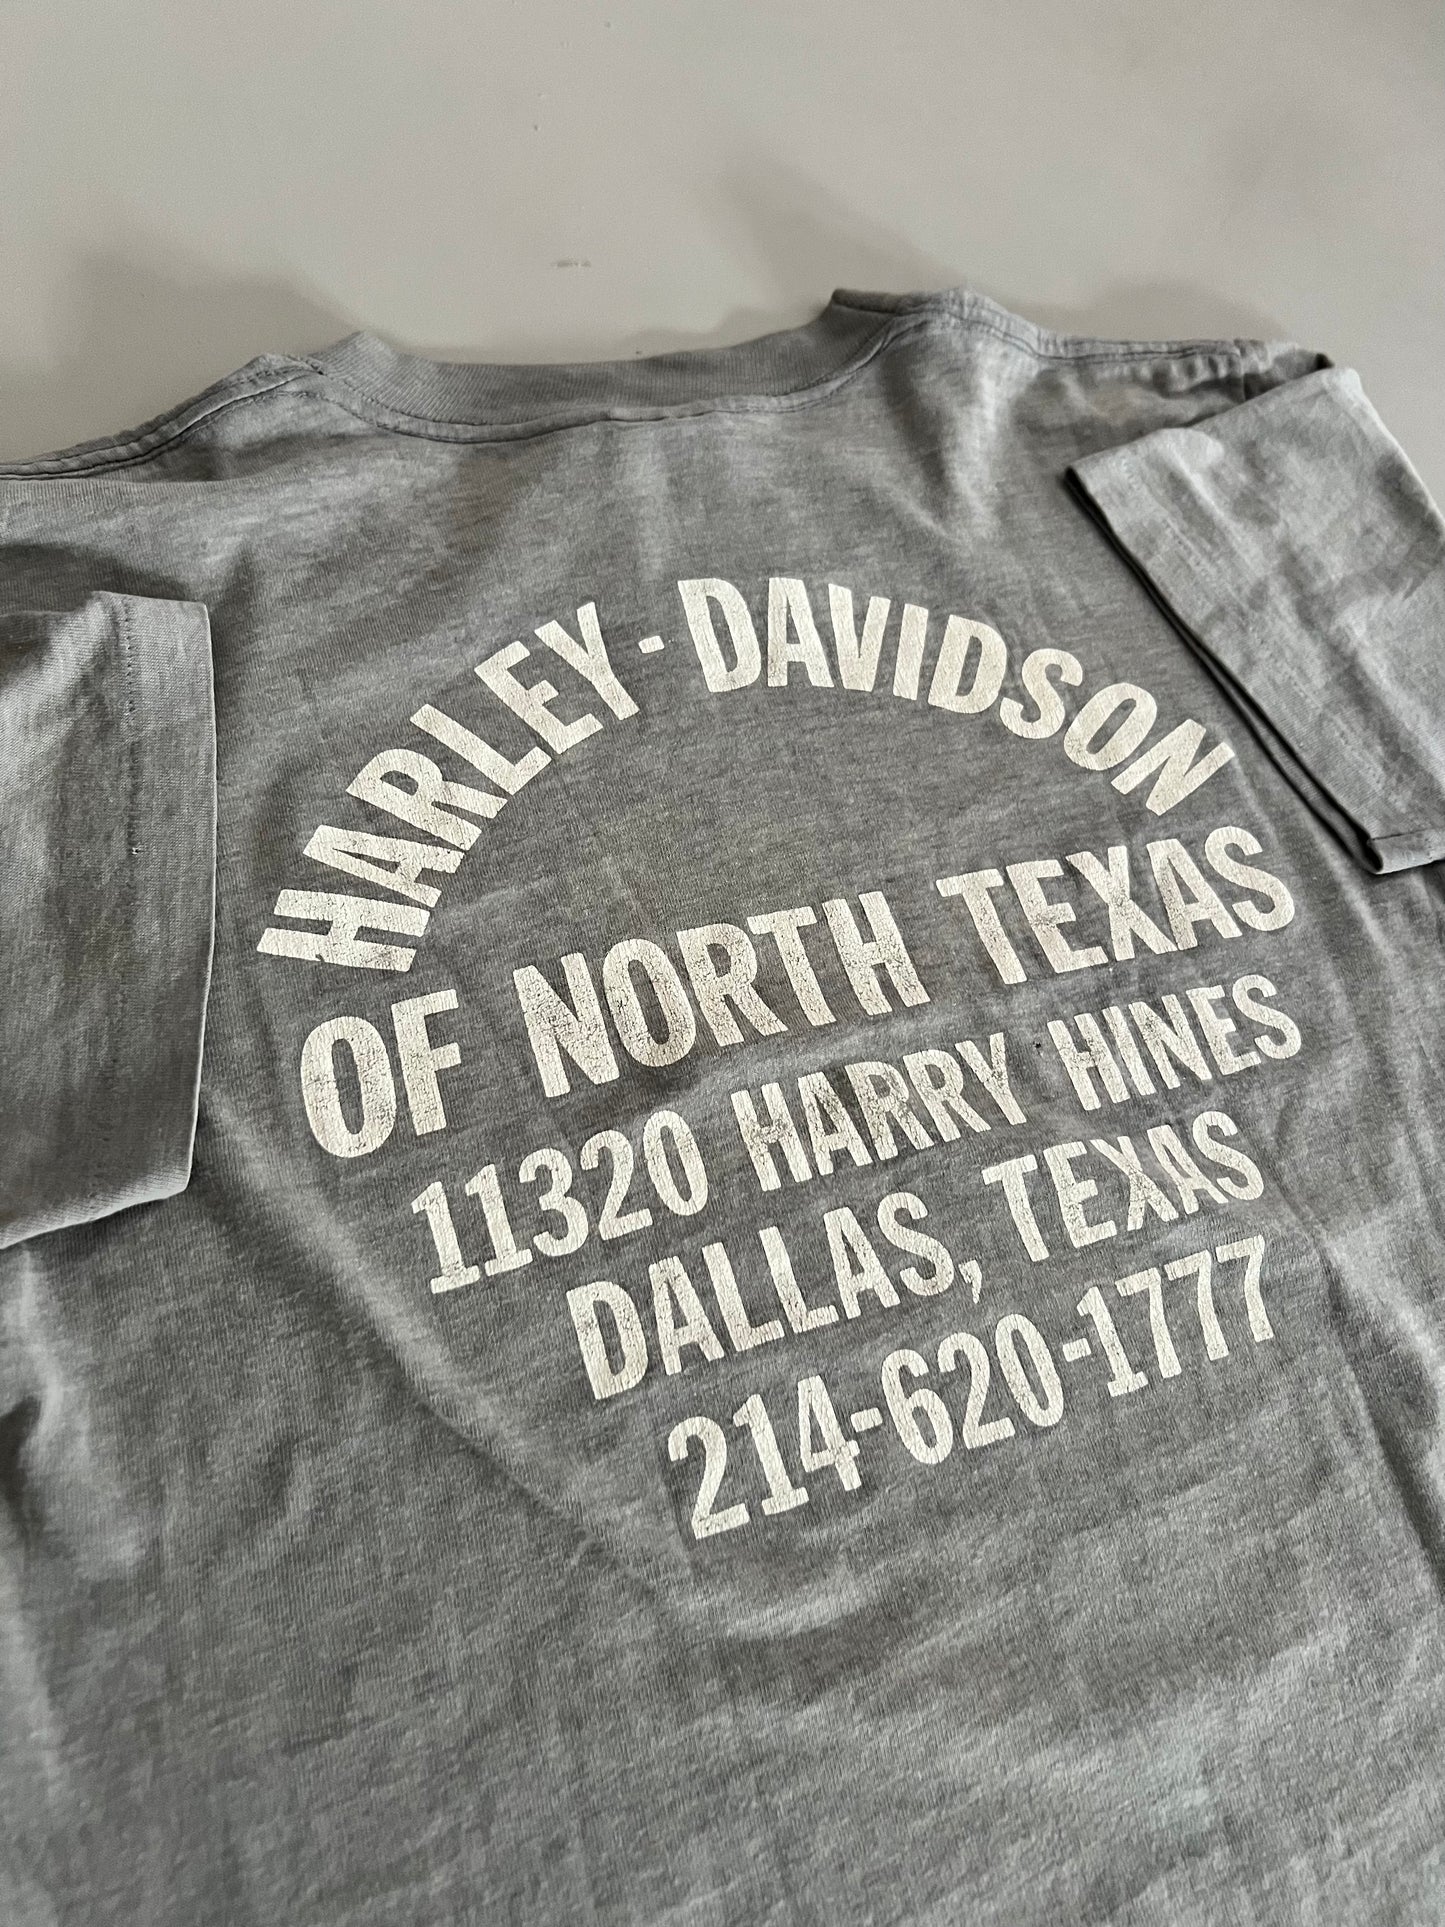 HARLEY-DAVIDSON
OF NORTH TEXAS
11320 HARRY HINES
DALLAS, TEXAS
214-620-1777